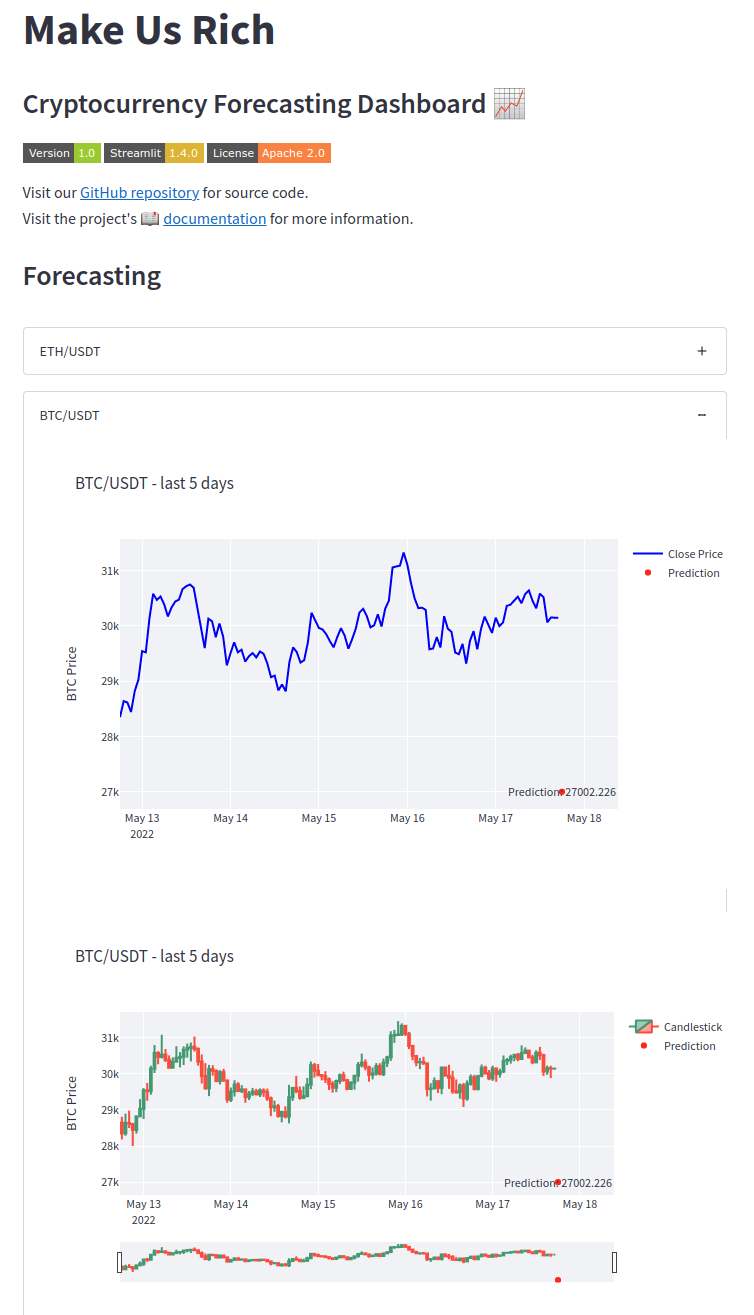 Make Us Rich
Cryptocurrency Forecasting Dashboard 📈
Version 1.0 Streamlit 1.4.0 License Apache 2.0
Visit our GitHub repository for source code.
Visit the project's 📖 documentation for more information.
Forecasting
ETH/USDT +
BTC/USDT −
BTC/USDT - last 5 days
Close Price
Prediction
BTC Price
31k
30k
29k
28k
27k
Prediction: 27002.226
May 13 May 14 May 15 May 16 May 17 May 18
2022
BTC/USDT - last 5 days
Candlestick
Prediction
BTC Price
31k
30k
29k
28k
27k
Prediction: 27002.226
May 13 May 14 May 15 May 16 May 17 May 18
2022